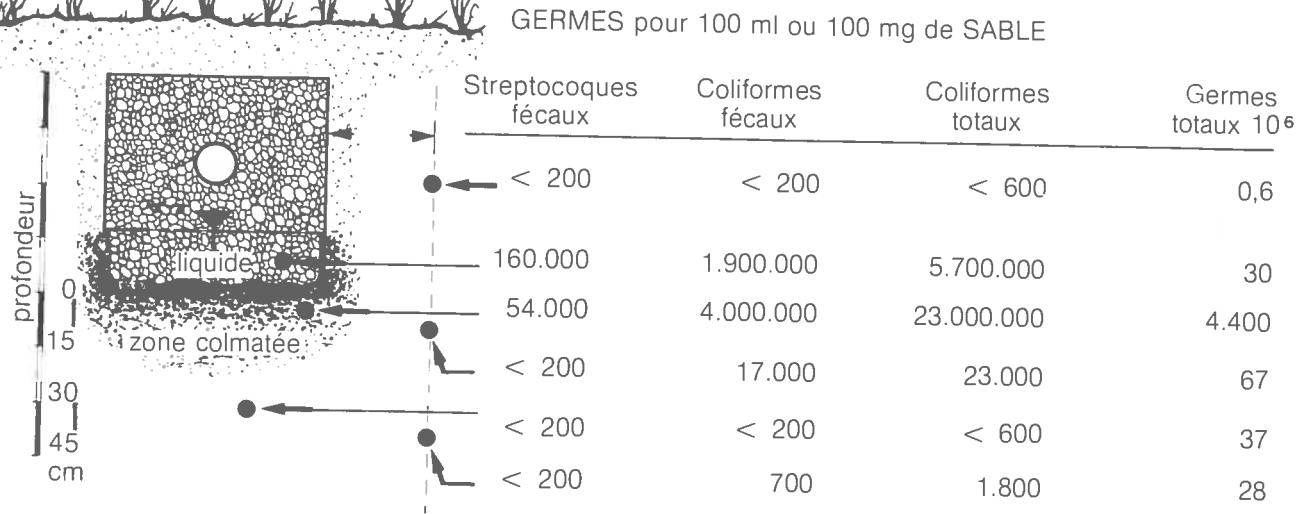 GERMES pour 100 ml ou 100 mg de SABLE
Streptocoques fécaux
Coliformes fécaux
Coliformes totaux
Germes totaux 10⁶
< 200 < 200 < 600 0,6
160.000 1.900.000 5.700.000 30
54.000 4.000.000 23.000.000 4.400
< 200 17.000 23.000 67
< 200 < 200 < 600 37
< 200 700 1.800 28
profondeur
liquide
zone colmatée
0
15
30
45
cm